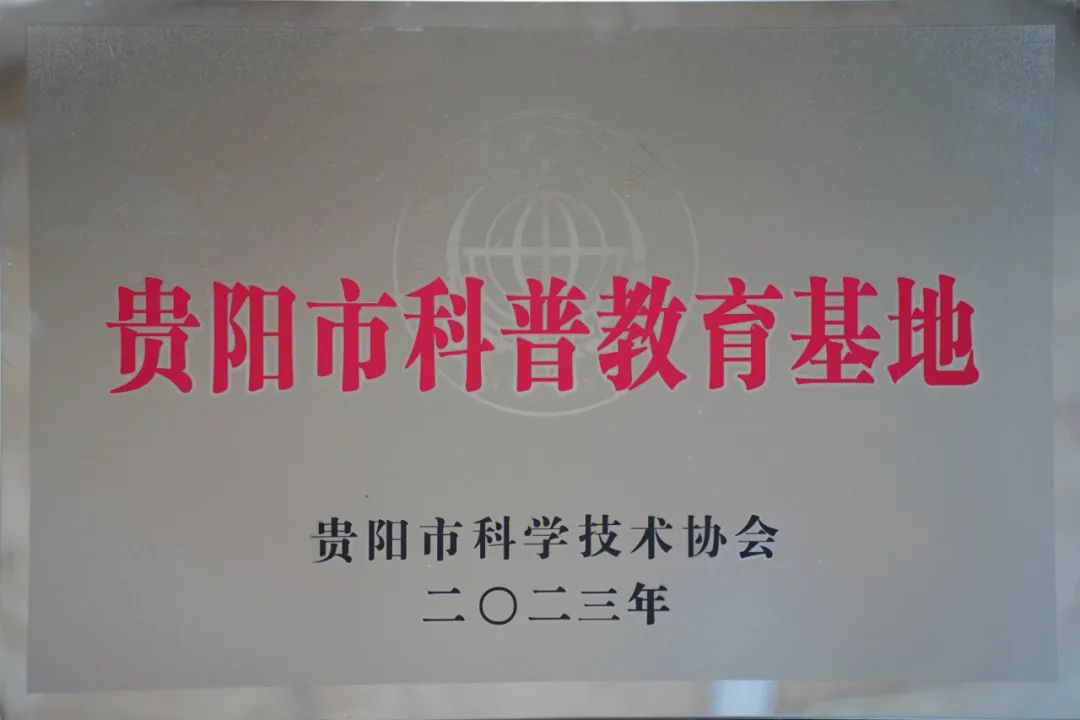 贵阳市科普教育基地
贵阳市科学技术协会
二〇二三年